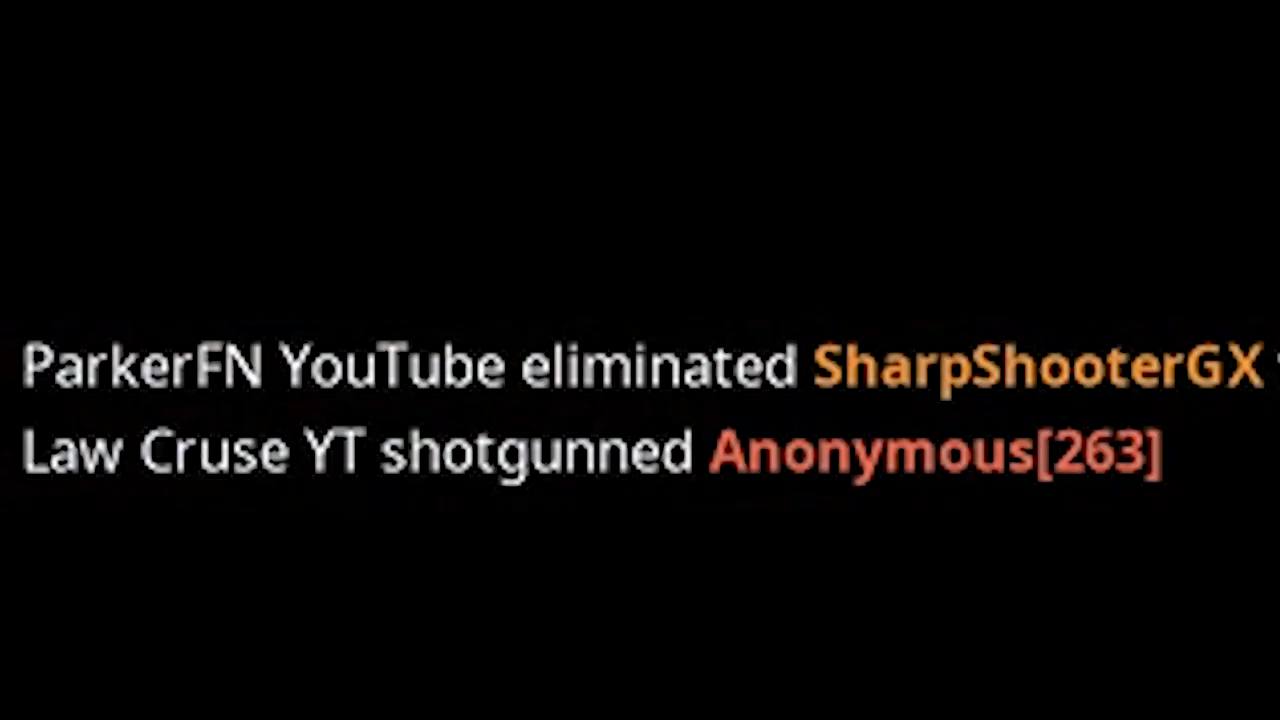 ParkerFN YouTube eliminated SharpShooterGX
Law Cruse YT shotgunned Anonymous[263]